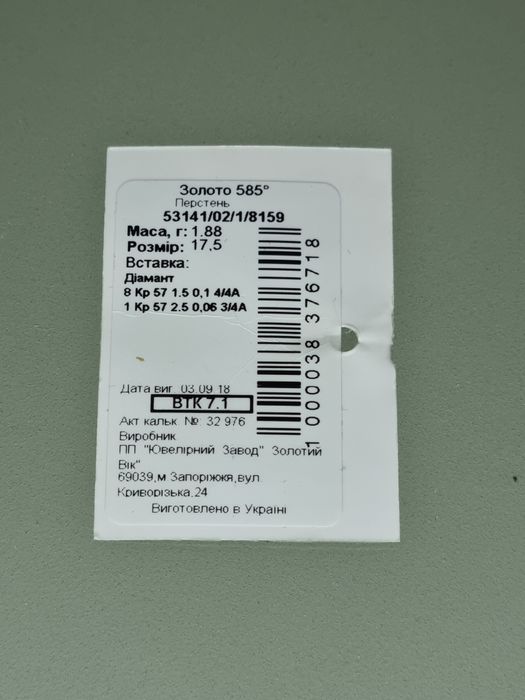 Золото 585°
Перстень
53141/02/1/8159
Маса, г: 1.88
Розмір: 17,5
Вставка:
Діамант
8 Кр 57 1.5 0,1 4/4А
1 Кр 57 2.5 0,06 3/4А
1000038376718
Дата виг 03.09.18
ВТК 7.1
Акт кальк. № 32 976
Виробник
ПП "Ювелірний Завод" Золотий
Вік"
69039,м Запоріжжя,вул.
Криворізька,24
Виготовлено в Україні